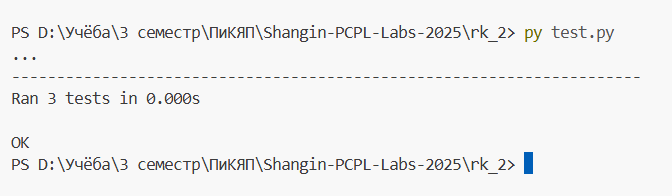 PS D:\Учёба\3 семестр\ПиКЯП\Shangin-PCPL-Labs-2025\rk_2> py test.py
...
----------------------------------------------------------------------
Ran 3 tests in 0.000s
OK
PS D:\Учёба\3 семестр\ПиКЯП\Shangin-PCPL-Labs-2025\rk_2>